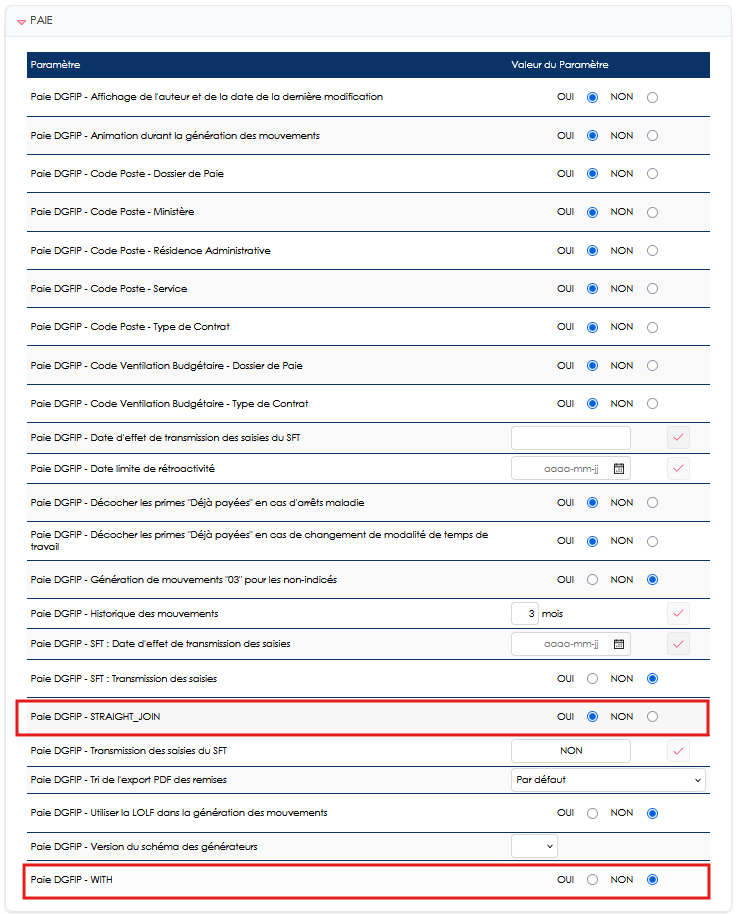 PAIE
Paramètre Valeur du Paramètre
Paie DGFIP - Affichage de l'auteur et de la date de la dernière modification OUI NON
Paie DGFIP - Animation durant la génération des mouvements OUI NON
Paie DGFIP - Code Poste - Dossier de Paie OUI NON
Paie DGFIP - Code Poste - Ministère OUI NON
Paie DGFIP - Code Poste - Résidence Administrative OUI NON
Paie DGFIP - Code Poste - Service OUI NON
Paie DGFIP - Code Poste - Type de Contrat OUI NON
Paie DGFIP - Code Ventilation Budgétaire - Dossier de Paie OUI NON
Paie DGFIP - Code Ventilation Budgétaire - Type de Contrat OUI NON
Paie DGFIP - Date d'effet de transmission des saisies du SFT
Paie DGFIP - Date limite de rétroactivité aaaa-mm-jj
Paie DGFIP - Décocher les primes "Déjà payées" en cas d'arrêts maladie OUI NON
Paie DGFIP - Décocher les primes "Déjà payées" en cas de changement de modalité de temps de
travail OUI NON
Paie DGFIP - Génération de mouvements "03" pour les non-indicés OUI NON
Paie DGFIP - Historique des mouvements 3 mois
Paie DGFIP - SFT : Date d'effet de transmission des saisies aaaa-mm-jj
Paie DGFIP - SFT : Transmission des saisies OUI NON
Paie DGFIP - STRAIGHT_JOIN OUI NON
Paie DGFIP - Transmission des saisies du SFT NON
Paie DGFIP - Tri de l'export PDF des remises Par défaut
Paie DGFIP - Utiliser la LOLF dans la génération des mouvements OUI NON
Paie DGFIP - Version du schéma des générateurs
Paie DGFIP - WITH OUI NON